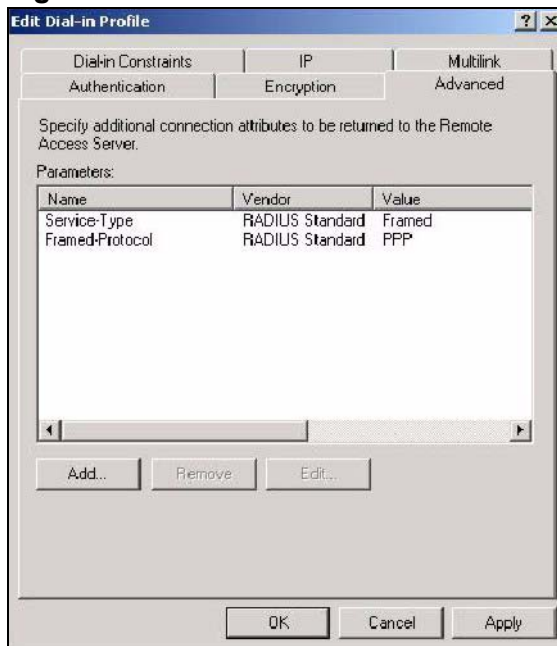 Edit Dial-in Profile
Dial-in Constraints IP Multilink
Authentication Encryption Advanced
Specify additional connection attributes to be returned to the Remote
Access Server.
Parameters:
Name Vendor Value
Service-Type RADIUS Standard Framed
Framed-Protocol RADIUS Standard PPP
Add... Remove Edit...
OK Cancel Apply